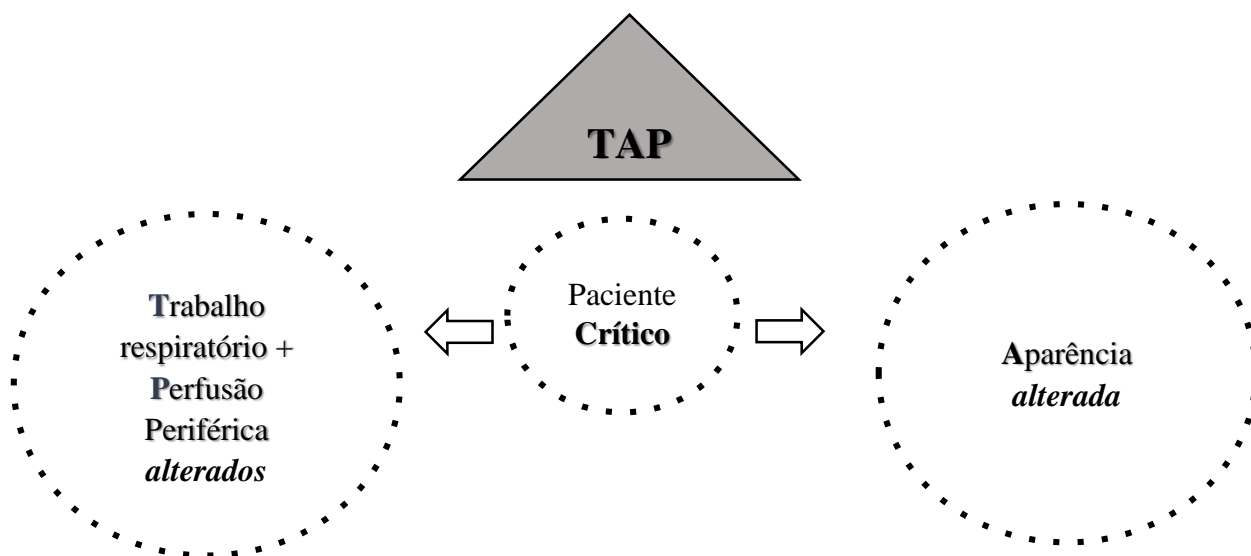 TAP
Trabalho
respiratório +
Perfusão
Periférica
alterados
Paciente
Crítico
Aparência
alterada